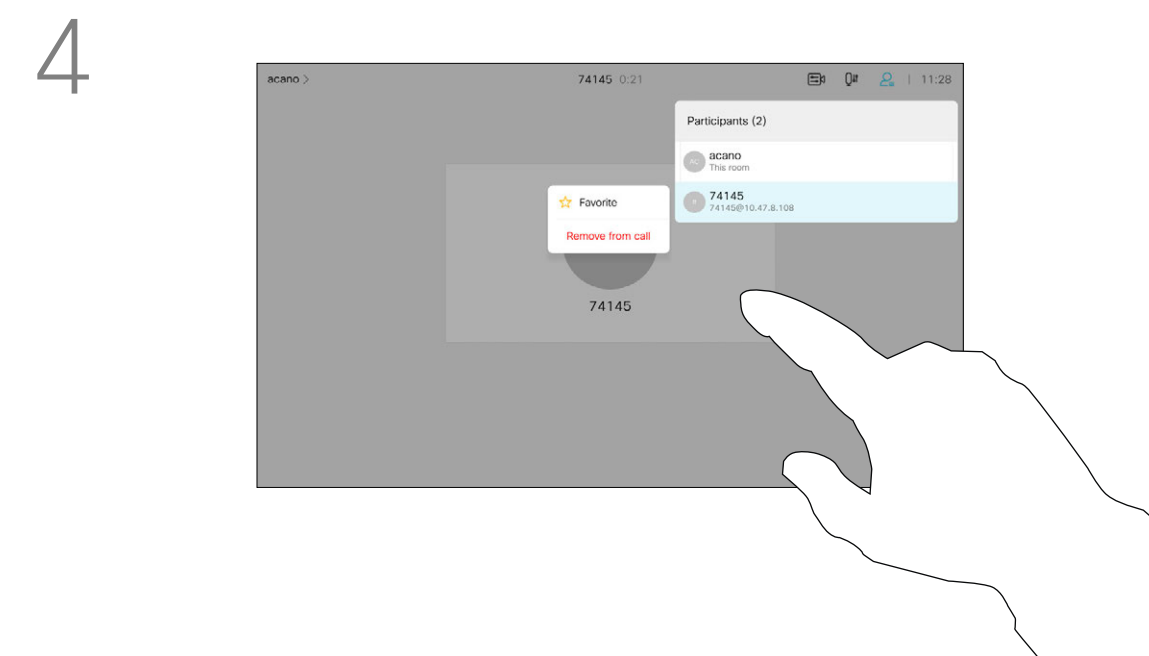 4
acano >
74145 0:21
11:28
Participants (2)
AC
acano
This room
74145
74145@10.47.8.108
Favorite
Remove from call
74145